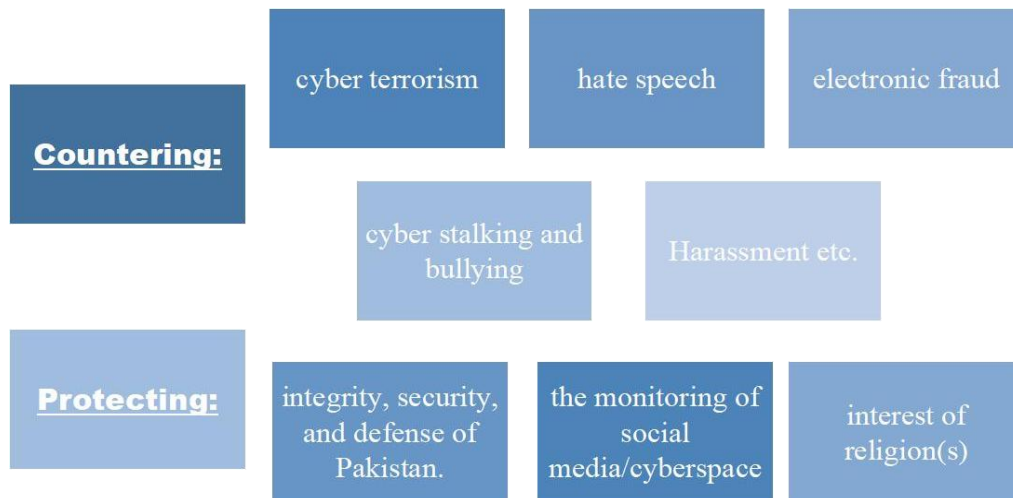 cyber terrorism
hate speech
electronic fraud
Countering:
cyber stalking and
bullying
Harassment etc.
Protecting:
integrity, security,
and defense of
Pakistan.
the monitoring of
social
media/cyberspace
interest of
religion(s)